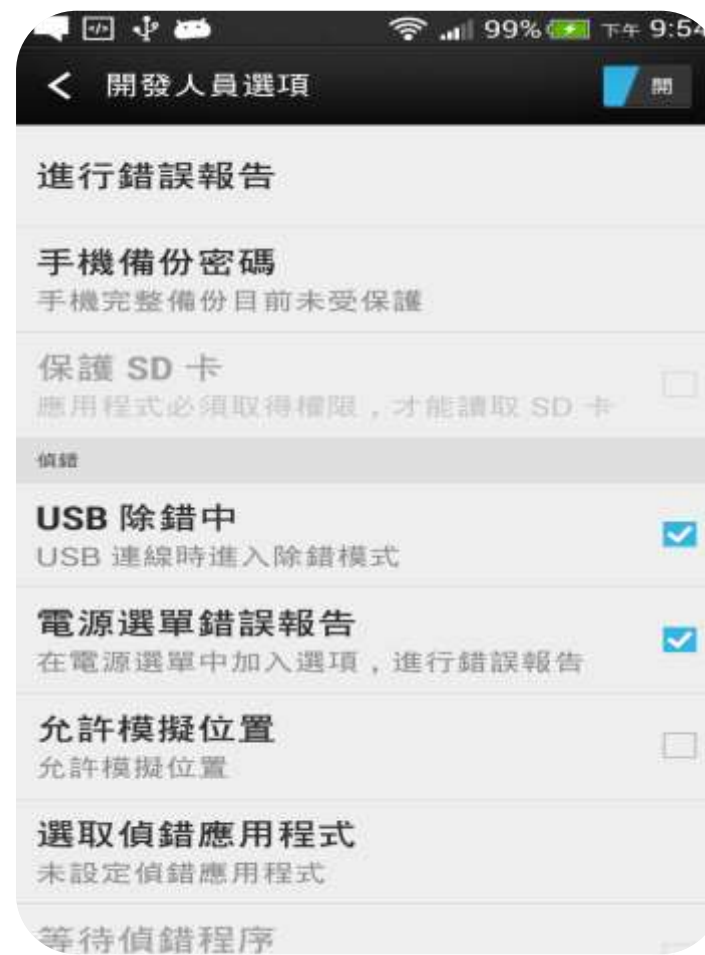 99% 下午 9:54
開發人員選項 開
進行錯誤報告
手機備份密碼
手機完整備份目前未受保護
保護 SD 卡
應用程式必須取得權限，才能讀取 SD 卡
偵錯
USB 除錯中
USB 連線時進入除錯模式
電源選單錯誤報告
在電源選單中加入選項，進行錯誤報告
允許模擬位置
允許模擬位置
選取偵錯應用程式
未設定偵錯應用程式
等待偵錯程序